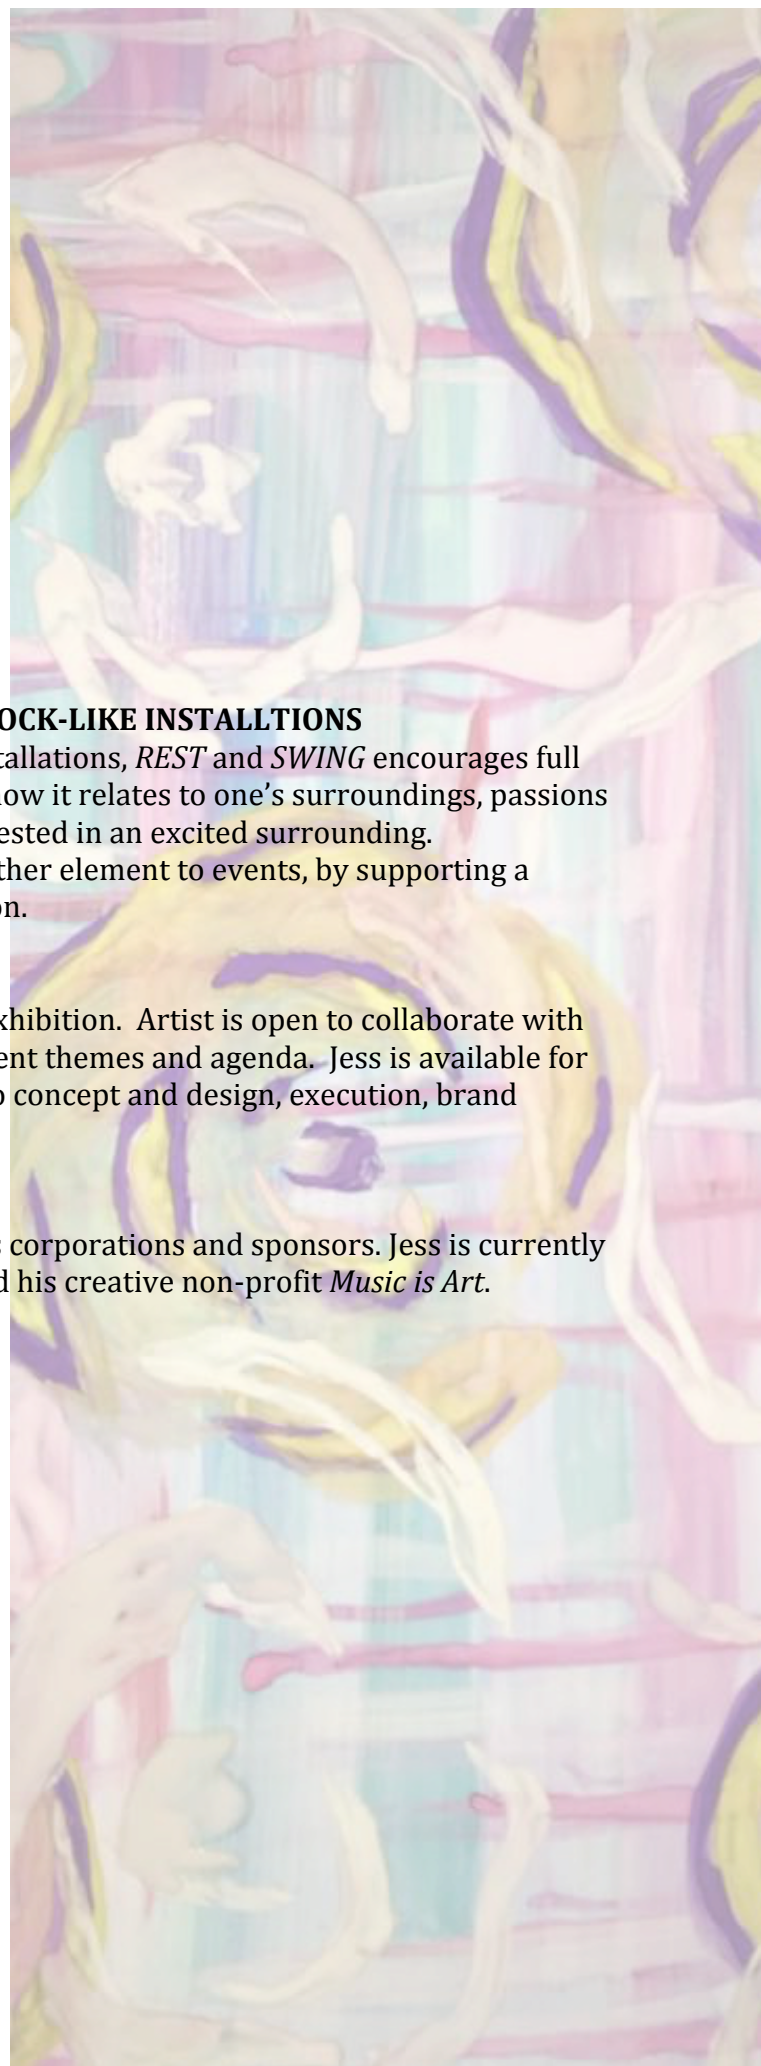 OCK-LIKE INSTALLTIONS
tallations, REST and SWING encourages full
now it relates to one's surroundings, passions
ested in an excited surrounding.
ther element to events, by supporting a
on.
xhibition.  Artist is open to collaborate with
ent themes and agenda.  Jess is available for
concept and design, execution, brand
corporations and sponsors. Jess is currently
d his creative non-profit Music is Art.